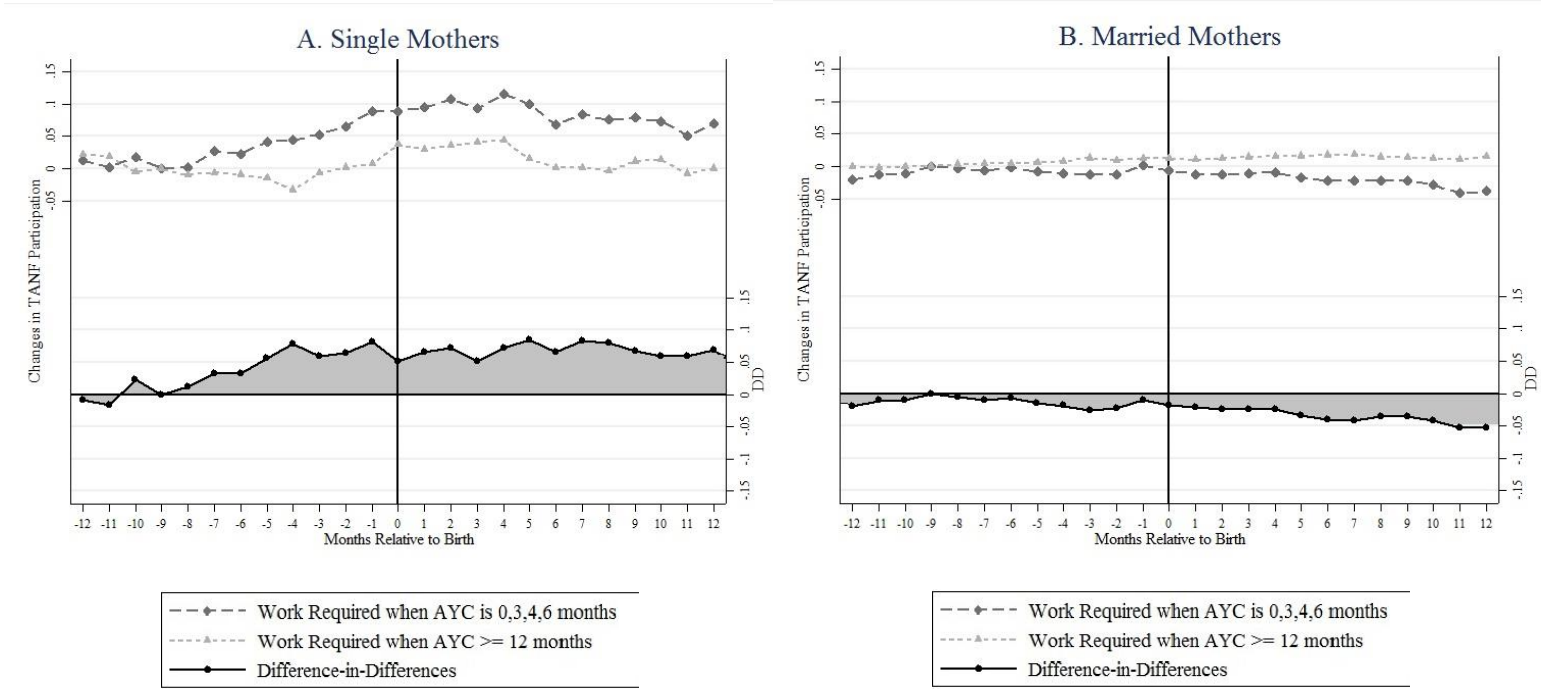 A. Single Mothers
Changes in TANF Participation
.15
.1
.05
0
-.05
.15
.1
.05
0
-.05
-.1
-.15
DD
-12 -11 -10 -9 -8 -7 -6 -5 -4 -3 -2 -1 0 1 2 3 4 5 6 7 8 9 10 11 12
Months Relative to Birth
Work Required when AYC is 0,3,4,6 months
Work Required when AYC >= 12 months
Difference-in-Differences
B. Married Mothers
Changes in TANF Participation
.15
.1
.05
0
-.05
.15
.1
.05
0
-.05
-.1
-.15
DD
-12 -11 -10 -9 -8 -7 -6 -5 -4 -3 -2 -1 0 1 2 3 4 5 6 7 8 9 10 11 12
Months Relative to Birth
Work Required when AYC is 0,3,4,6 months
Work Required when AYC >= 12 months
Difference-in-Differences